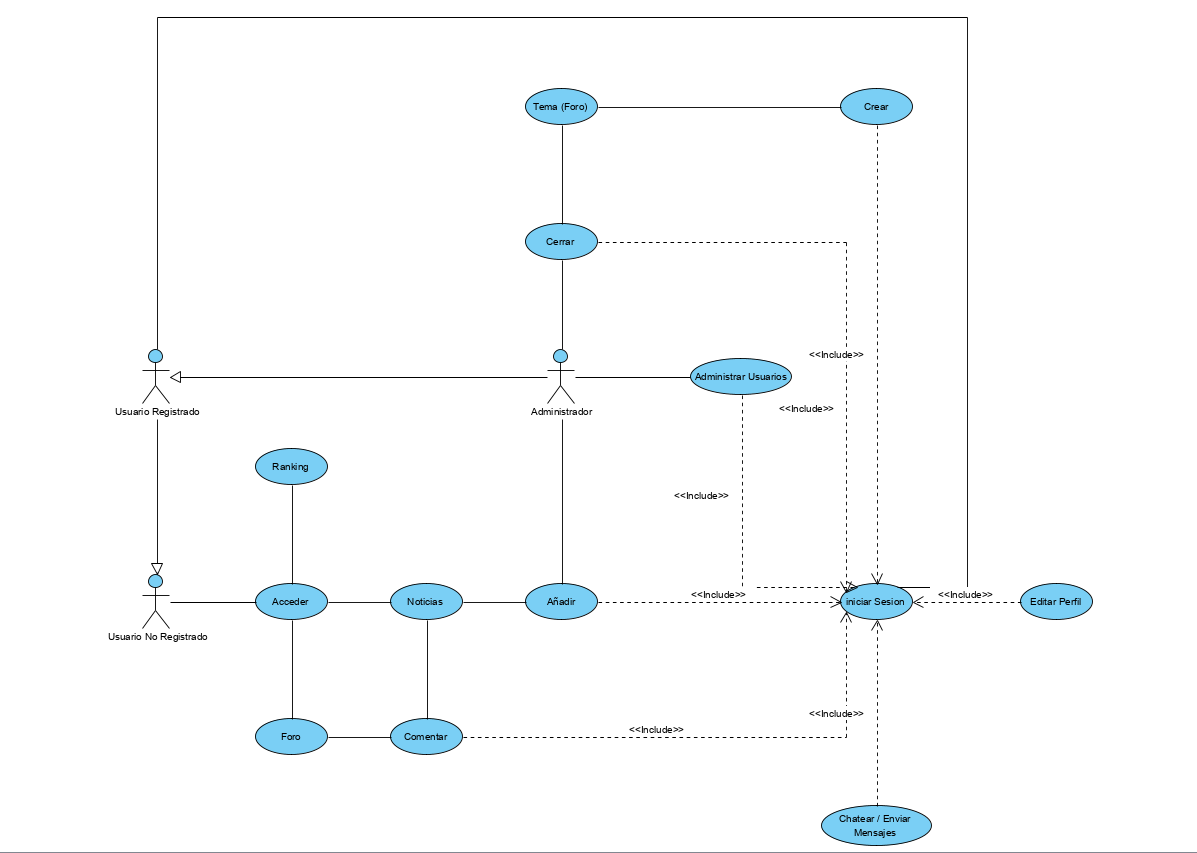 Tema (Foro)
Crear
Cerrar
<<Include>>
Administrar Usuarios
<<Include>>
Usuario Registrado
Administrador
Ranking
<<Include>>
Acceder
Noticias
Añadir
<<Include>>
iniciar Sesion
<<Include>>
Editar Perfil
Usuario No Registrado
<<Include>>
Foro
Comentar
<<Include>>
Chatear / Enviar
Mensajes